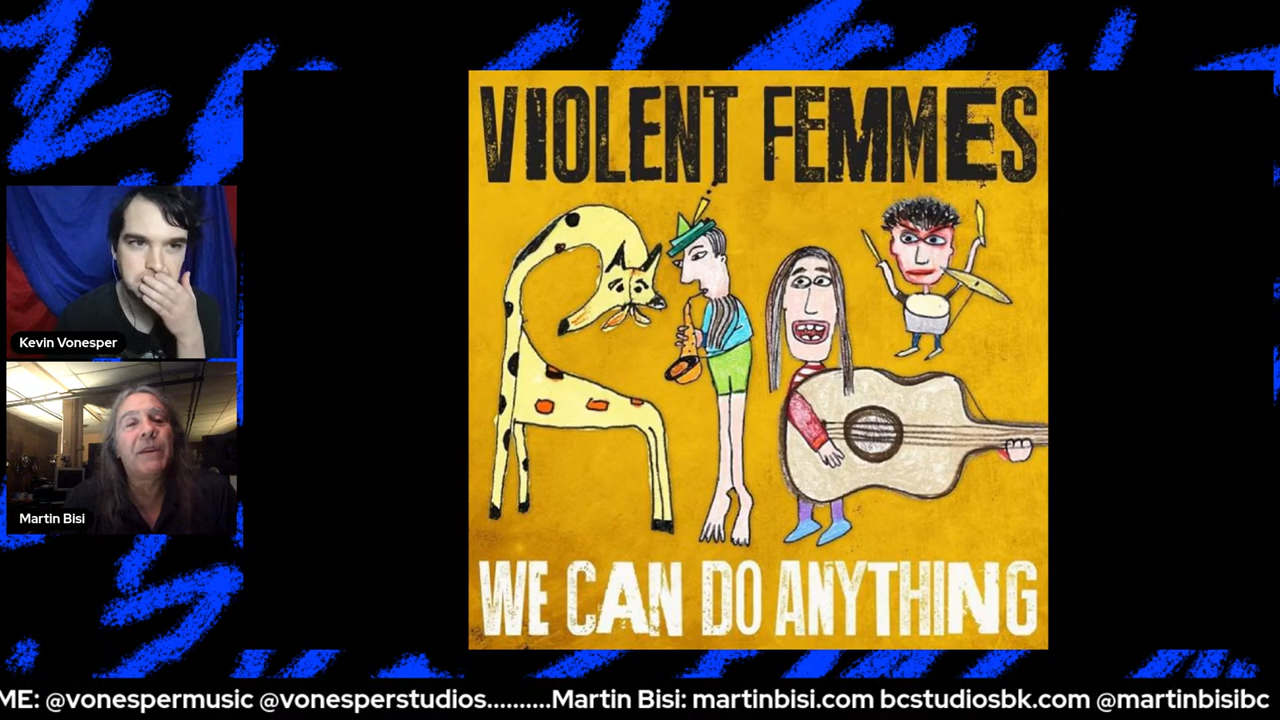 VIOLENT FEMMES
Kevin Vonesper
Martin Bisi
WE CAN DO ANYTHING
ME: @vonespermusic @vonesperstudios..........Martin Bisi: martinbisi.com bcstudiosbk.com @martinbisibc